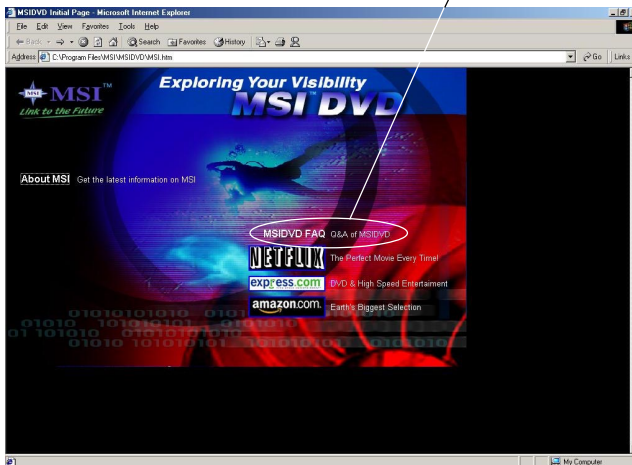 MSIDVD Initial Page - Microsoft Internet Explorer
File Edit View Favorites Tools Help
Back Search Favorites History
Address C:\Program Files\MSI\MSIDVD\MSI.htm Go Links
MSI MSI™
Link to the Future
Exploring Your Visibility
MSI™ DVD
About MSI Get the latest information on MSI
MSIDVD FAQ Q&A of MSIDVD
NETFLIX The Perfect Movie Every Time!
express.com DVD & High Speed Entertaiment
amazon.com. Earth's Biggest Selection
My Computer